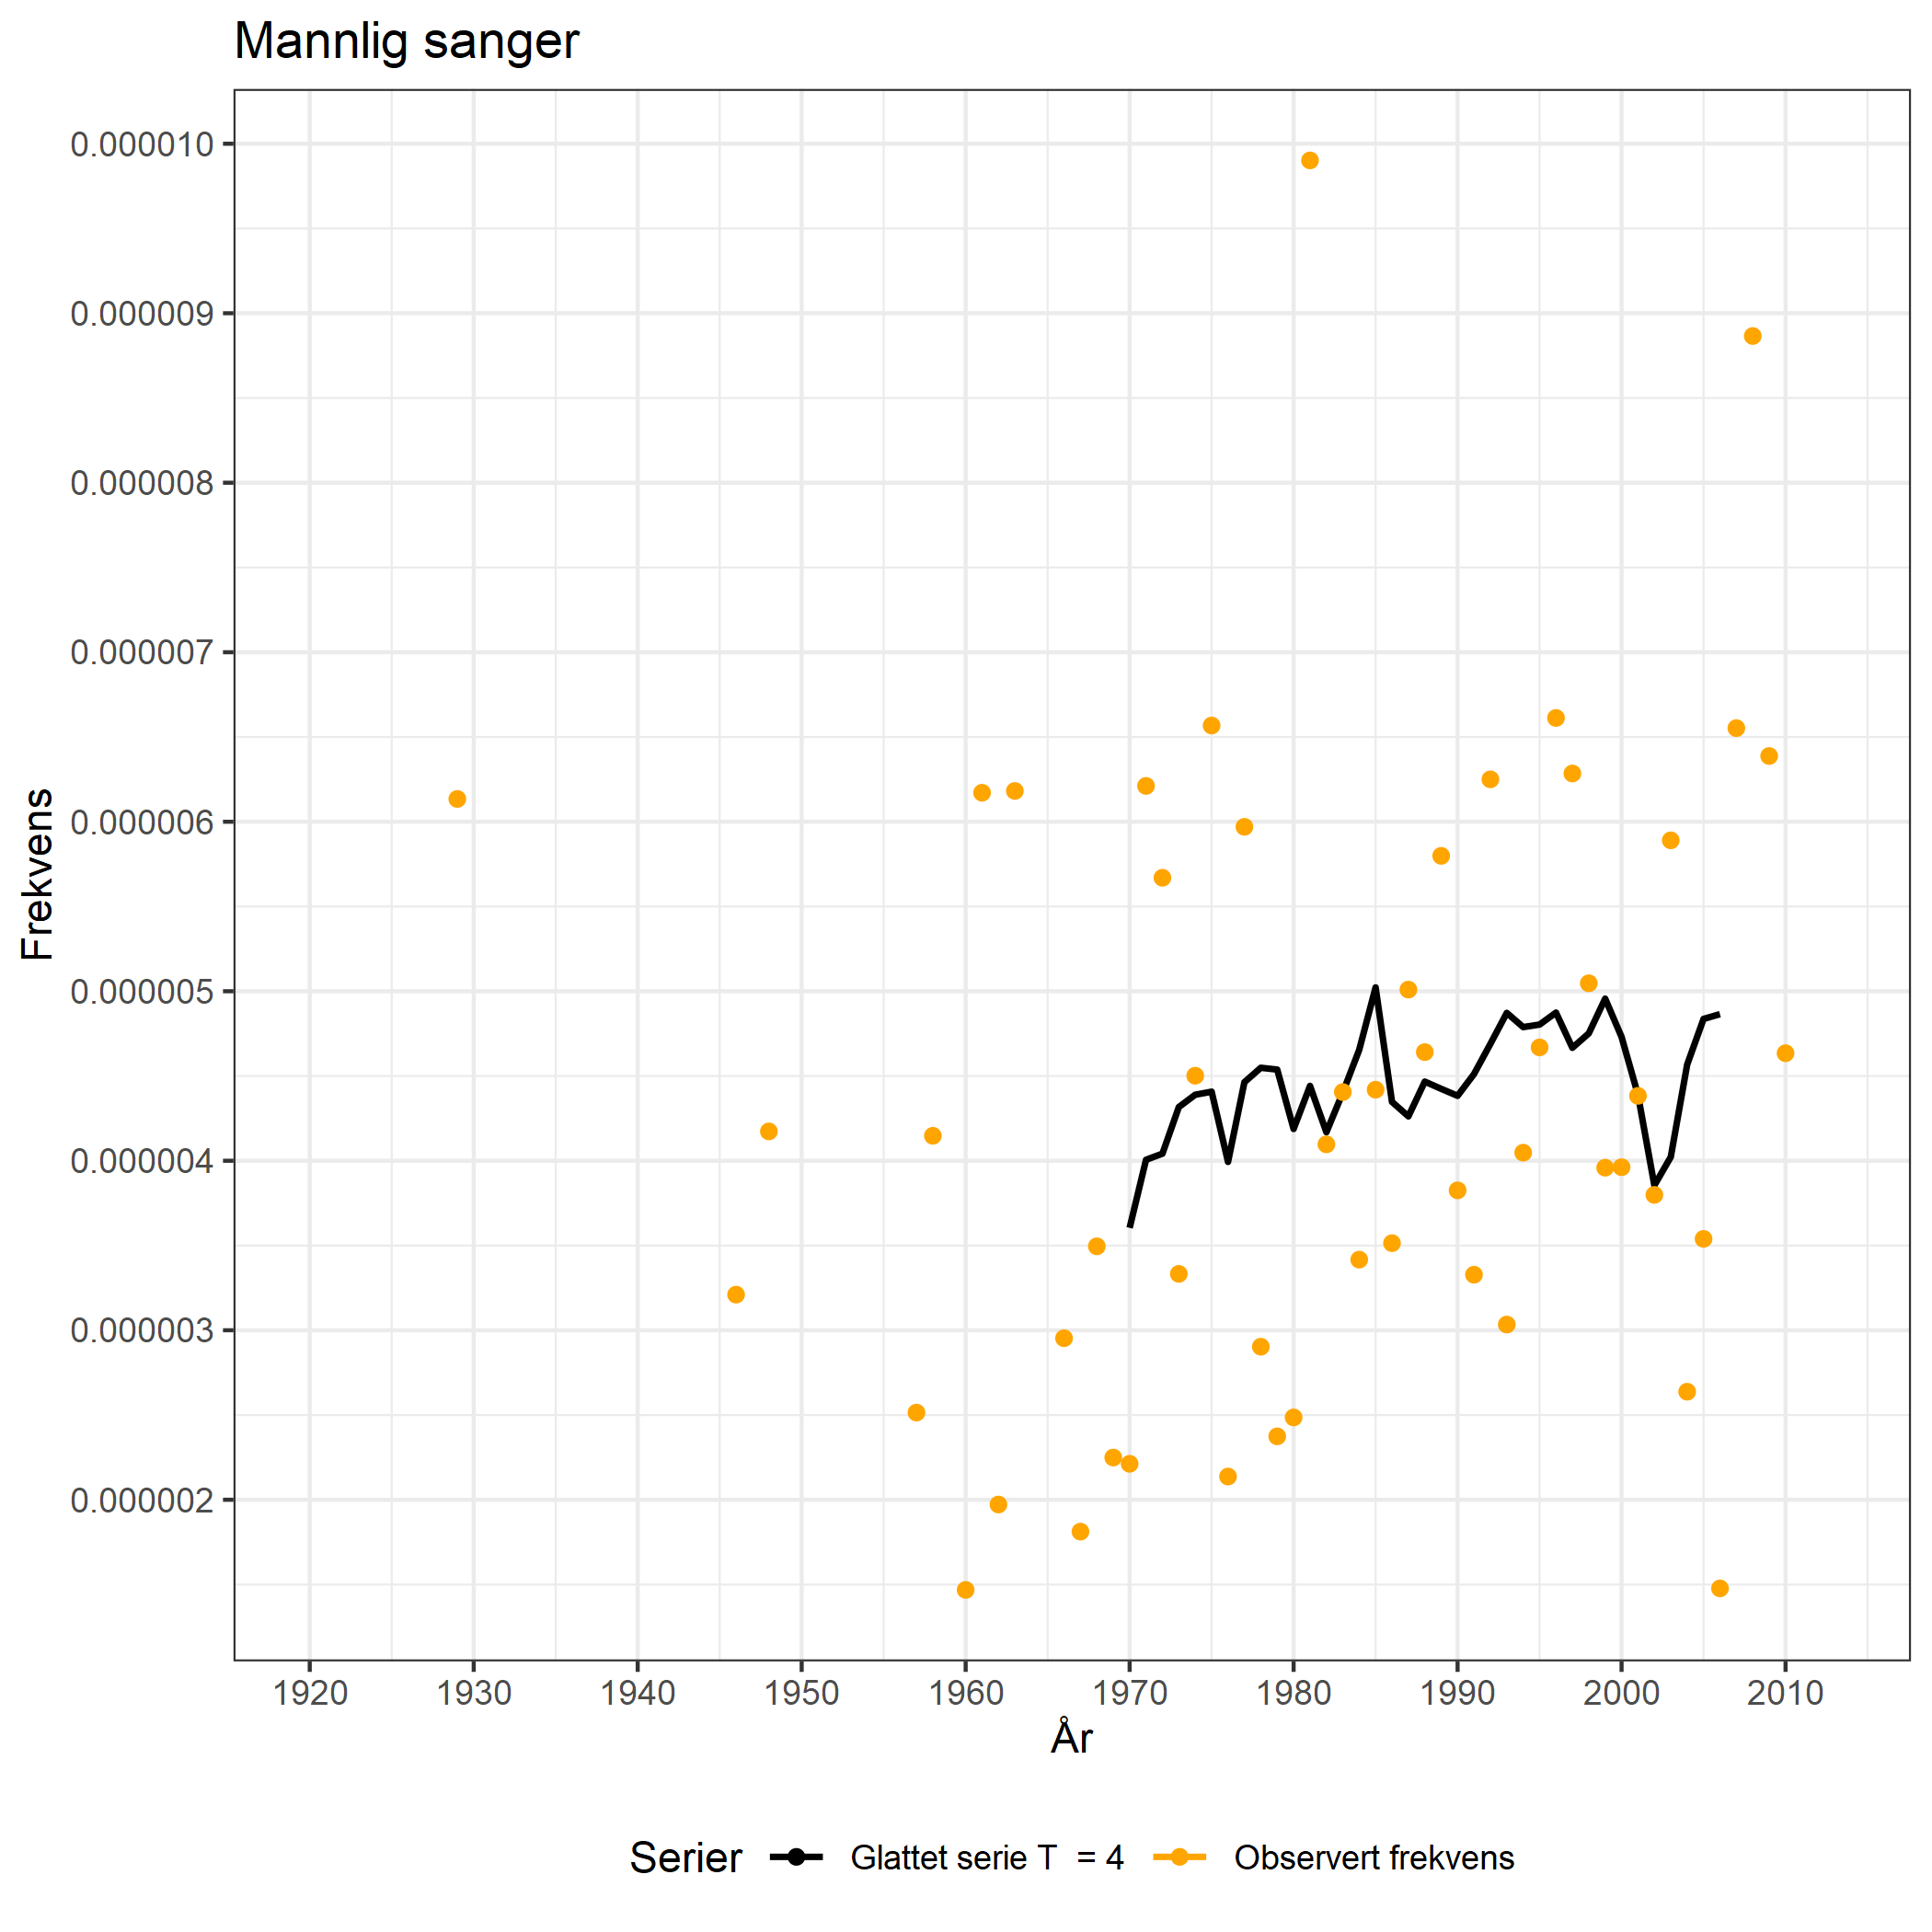 Mannlig sanger
0.000010
0.000009
0.000008
0.000007
0.000006
0.000005
0.000004
0.000003
0.000002
Frekvens
1920 1930 1940 1950 1960 1970 1980 1990 2000 2010
År
Serier Glattet serie T = 4 Observert frekvens